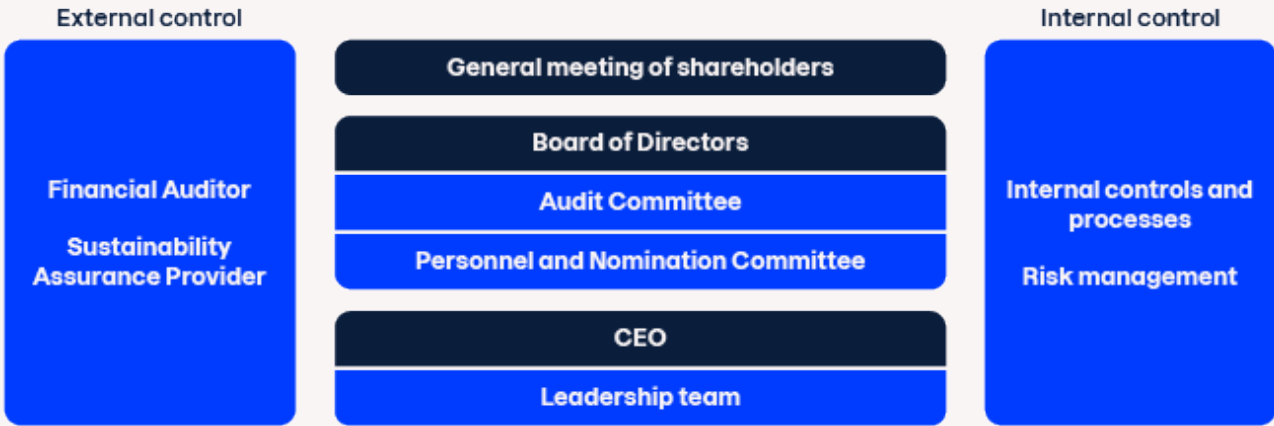 External control
Financial Auditor
Sustainability
Assurance Provider
General meeting of shareholders
Board of Directors
Audit Committee
Personnel and Nomination Committee
CEO
Leadership team
Internal control
Internal controls and
processes
Risk management